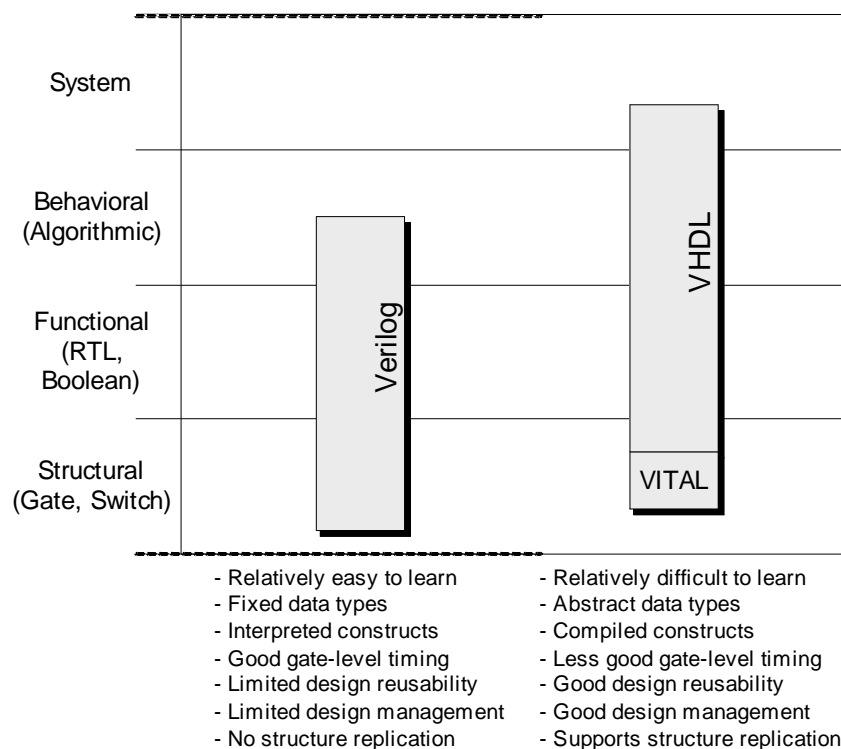 System
Behavioral
(Algorithmic)
Functional
(RTL,
Boolean)
Structural
(Gate, Switch)
Verilog
VHDL
VITAL
- Relatively easy to learn
- Fixed data types
- Interpreted constructs
- Good gate-level timing
- Limited design reusability
- Limited design management
- No structure replication
- Relatively difficult to learn
- Abstract data types
- Compiled constructs
- Less good gate-level timing
- Good design reusability
- Good design management
- Supports structure replication